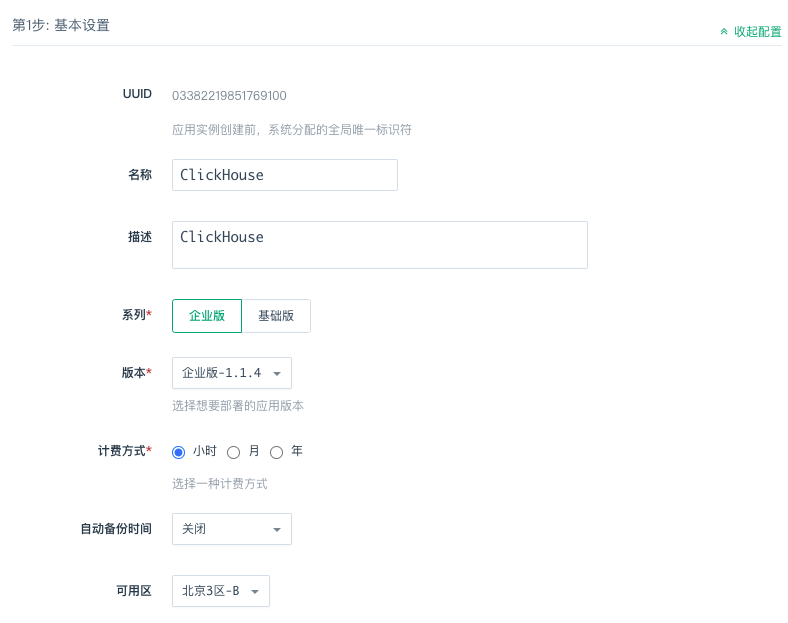 第1步: 基本设置
收起配置
UUID 03382219851769100
应用实例创建前，系统分配的全局唯一标识符
名称 ClickHouse
描述 ClickHouse
系列* 企业版 基础版
版本* 企业版-1.1.4
选择想要部署的应用版本
计费方式* 小时 月 年
选择一种计费方式
自动备份时间 关闭
可用区 北京3区-B